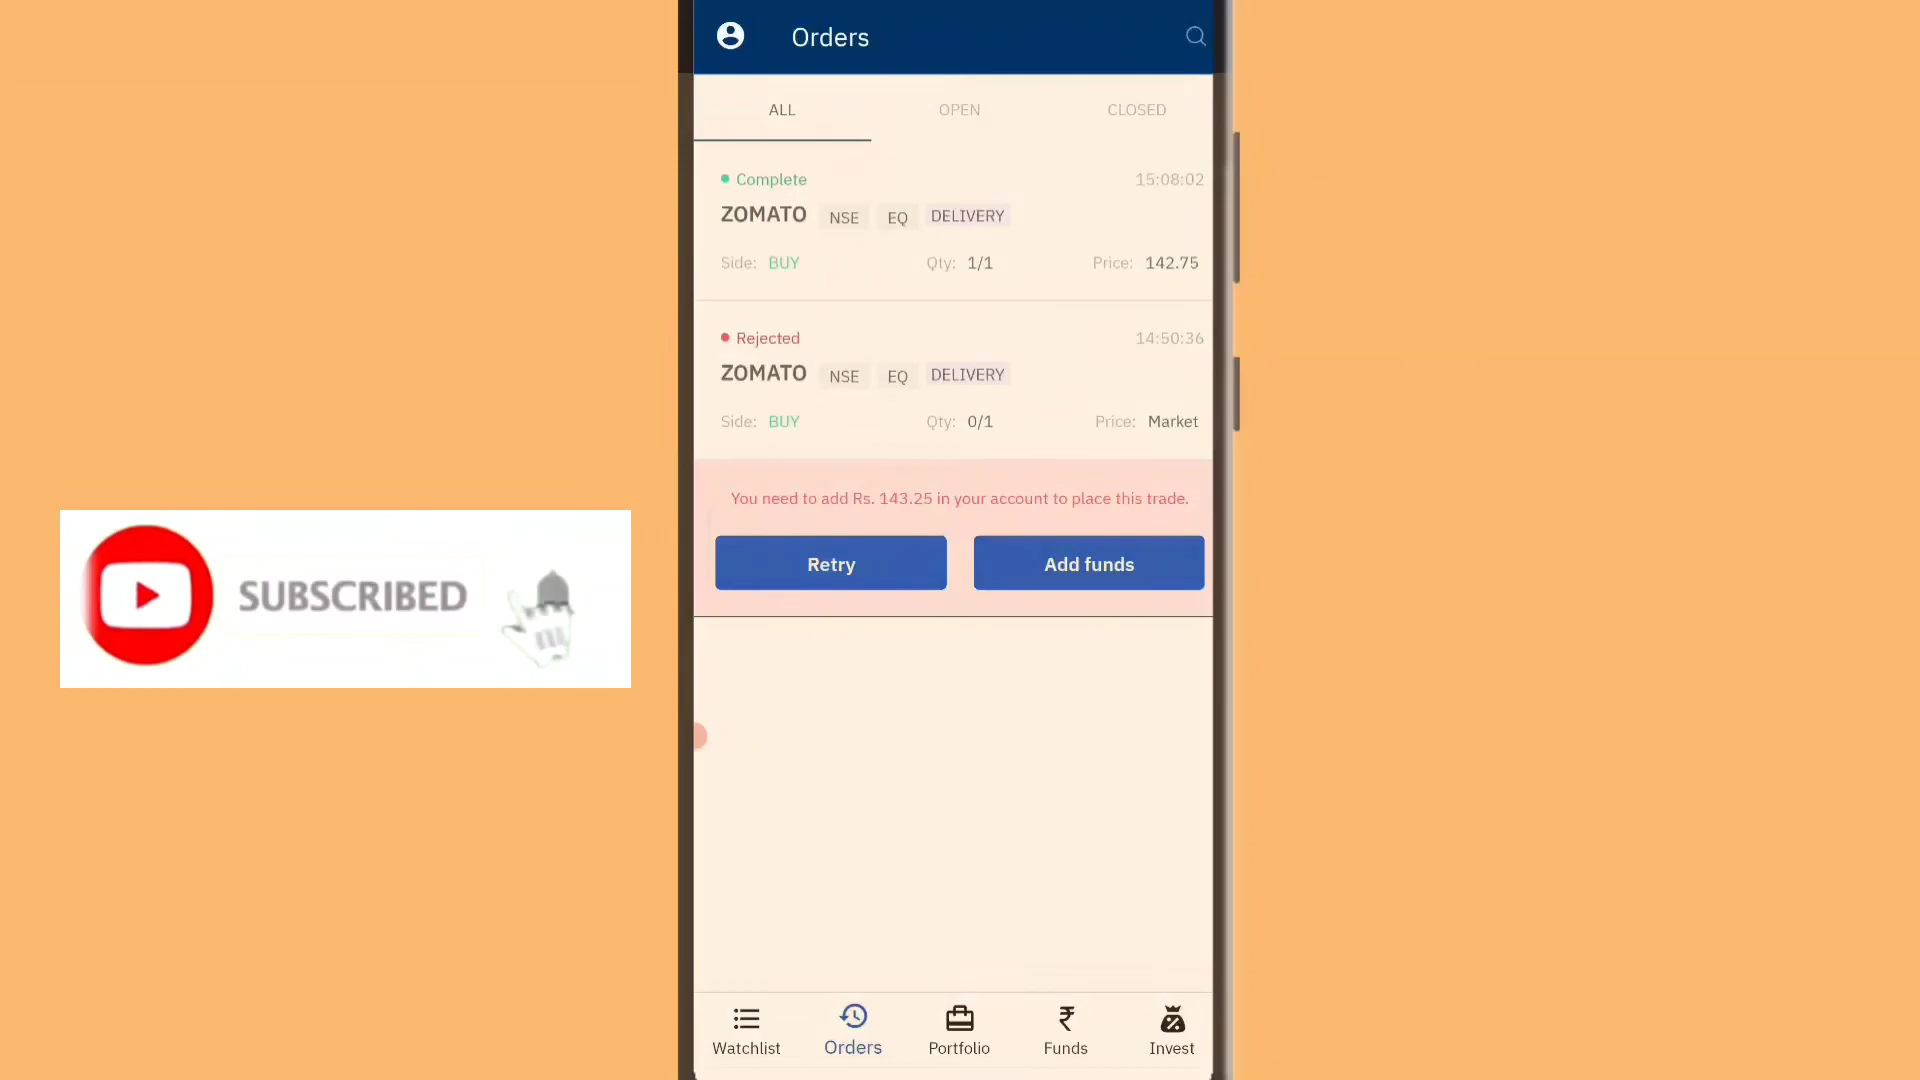 Orders
ALL OPEN CLOSED
Complete 15:08:02
ZOMATO NSE EQ DELIVERY
Side: BUY Qty: 1/1 Price: 142.75
Rejected 14:50:36
ZOMATO NSE EQ DELIVERY
Side: BUY Qty: 0/1 Price: Market
You need to add Rs. 143.25 in your account to place this trade.
Retry Add funds
SUBSCRIBED
Watchlist Orders Portfolio Funds Invest